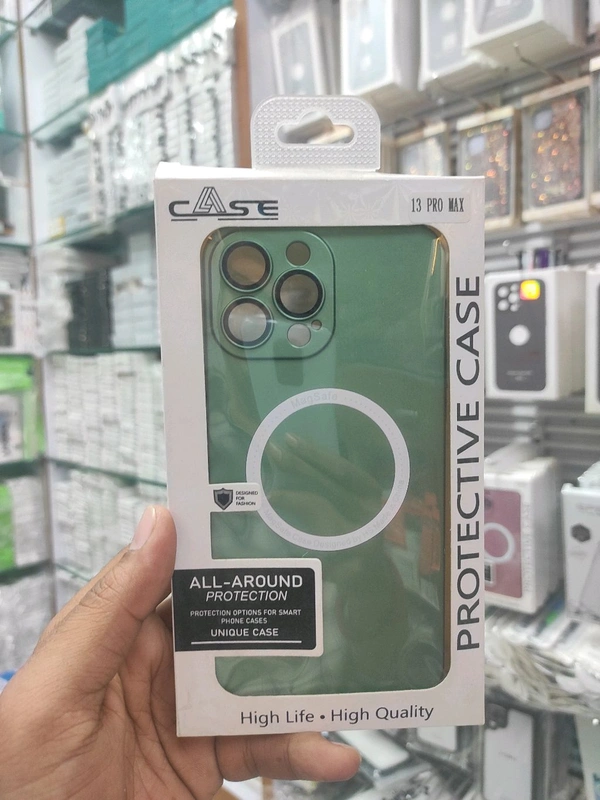 CASE
13 PRO MAX
MagSafe
DESIGNED
FOR
FASHION
PROTECTIVE CASE
ALL-AROUND
PROTECTION
PROTECTION OPTIONS FOR SMART
PHONE CASES
UNIQUE CASE
High Life • High Quality